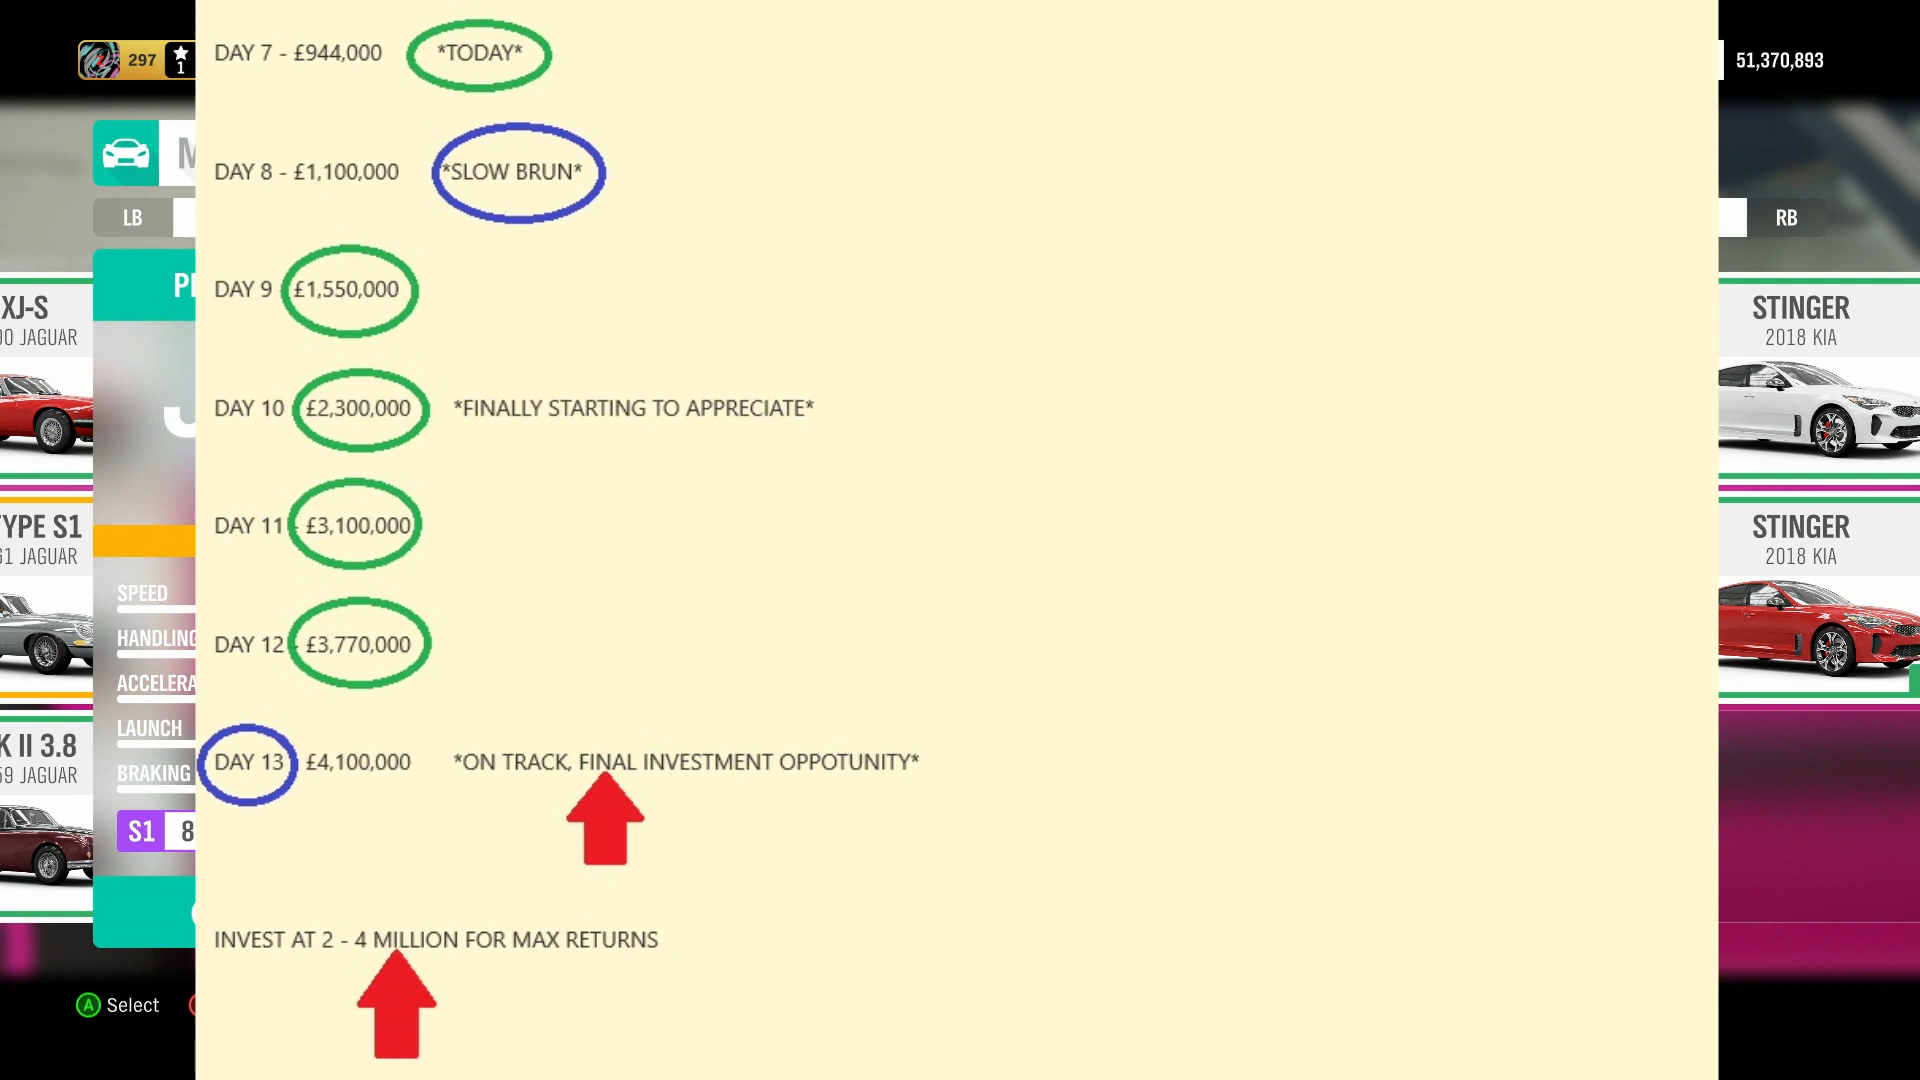 297
1
51,370,893
DAY 7 - £944,000 *TODAY*
DAY 8 - £1,100,000 *SLOW BRUN*
LB
RB
DAY 9 £1,550,000
XJ-S
JAGUAR
STINGER
2018 KIA
DAY 10 £2,300,000 *FINALLY STARTING TO APPRECIATE*
DAY 11 - £3,100,000
TYPE S1
61 JAGUAR
STINGER
2018 KIA
SPEED
HANDLING
DAY 12 - £3,770,000
ACCELERA
LAUNCH
K II 3.8
59 JAGUAR
BRAKING
DAY 13 £4,100,000 *ON TRACK, FINAL INVESTMENT OPPOTUNITY*
S1 8
INVEST AT 2 - 4 MILLION FOR MAX RETURNS
A Select